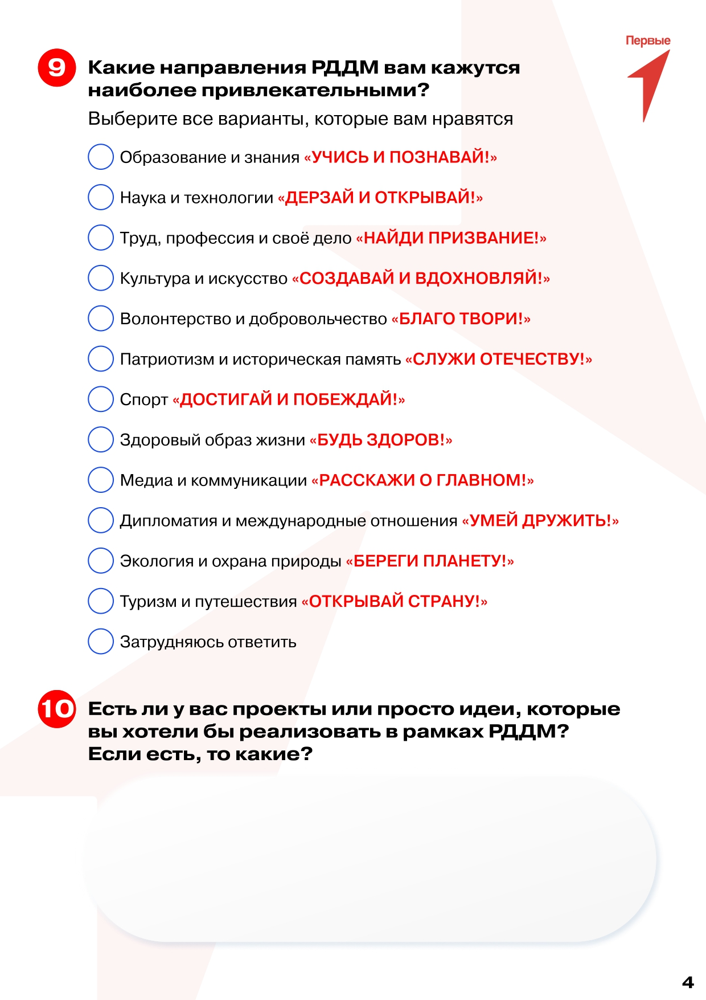 Первые
9
Какие направления РДДМ вам кажутся
наиболее привлекательными?
Выберите все варианты, которые вам нравятся
Образование и знания «УЧИСЬ И ПОЗНАВАЙ!»
Наука и технологии «ДЕРЗАЙ И ОТКРЫВАЙ!»
Труд, профессия и своё дело «НАЙДИ ПРИЗВАНИЕ!»
Культура и искусство «СОЗДАВАЙ И ВДОХНОВЛЯЙ!»
Волонтерство и добровольчество «БЛАГО ТВОРИ!»
Патриотизм и историческая память «СЛУЖИ ОТЕЧЕСТВУ!»
Спорт «ДОСТИГАЙ И ПОБЕЖДАЙ!»
Здоровый образ жизни «БУДЬ ЗДОРОВ!»
Медиа и коммуникации «РАССКАЖИ О ГЛАВНОМ!»
Дипломатия и международные отношения «УМЕЙ ДРУЖИТЬ!»
Экология и охрана природы «БЕРЕГИ ПЛАНЕТУ!»
Туризм и путешествия «ОТКРЫВАЙ СТРАНУ!»
Затрудняюсь ответить
10
Есть ли у вас проекты или просто идеи, которые
вы хотели бы реализовать в рамках РДДМ?
Если есть, то какие?
4